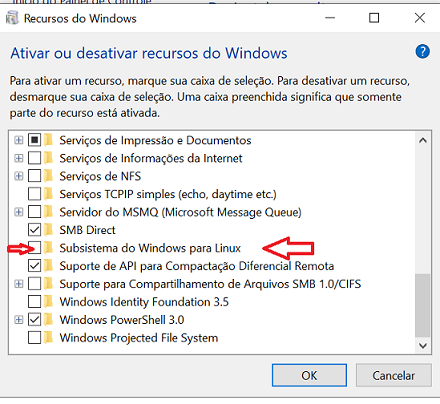 Recursos do Windows
Ativar ou desativar recursos do Windows
Para ativar um recurso, marque sua caixa de seleção. Para desativar um recurso,
desmarque sua caixa de seleção. Uma caixa preenchida significa que somente
parte do recurso está ativada.
Serviços de Impressão e Documentos
Serviços de Informações da Internet
Serviços de NFS
Serviços TCPIP simples (echo, daytime etc.)
Servidor do MSMQ (Microsoft Message Queue)
SMB Direct
Subsistema do Windows para Linux
Suporte de API para Compactação Diferencial Remota
Suporte para Compartilhamento de Arquivos SMB 1.0/CIFS
Windows Identity Foundation 3.5
Windows PowerShell 3.0
Windows Projected File System
OK
Cancelar